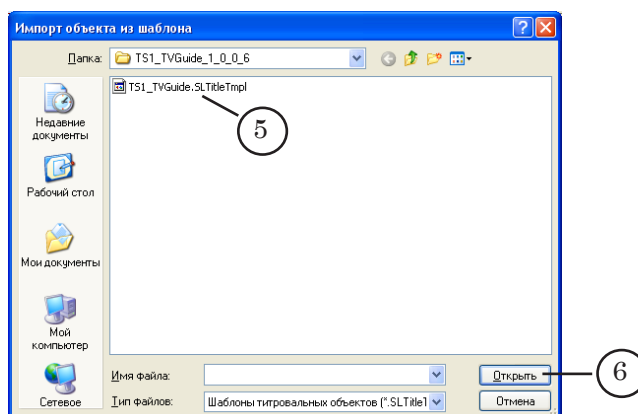 Импорт объекта из шаблона
Папка: TS1_TVGuide_1_0_0_6
TS1_TVGuide.SLTitleTmpl
5
Недавние
документы
Рабочий стол
Мои документы
Мой
компьютер
Сетевое
Имя файла:
Открыть
6
Тип файлов: Шаблоны титровальных объектов (*.SLTitleT
Отмена